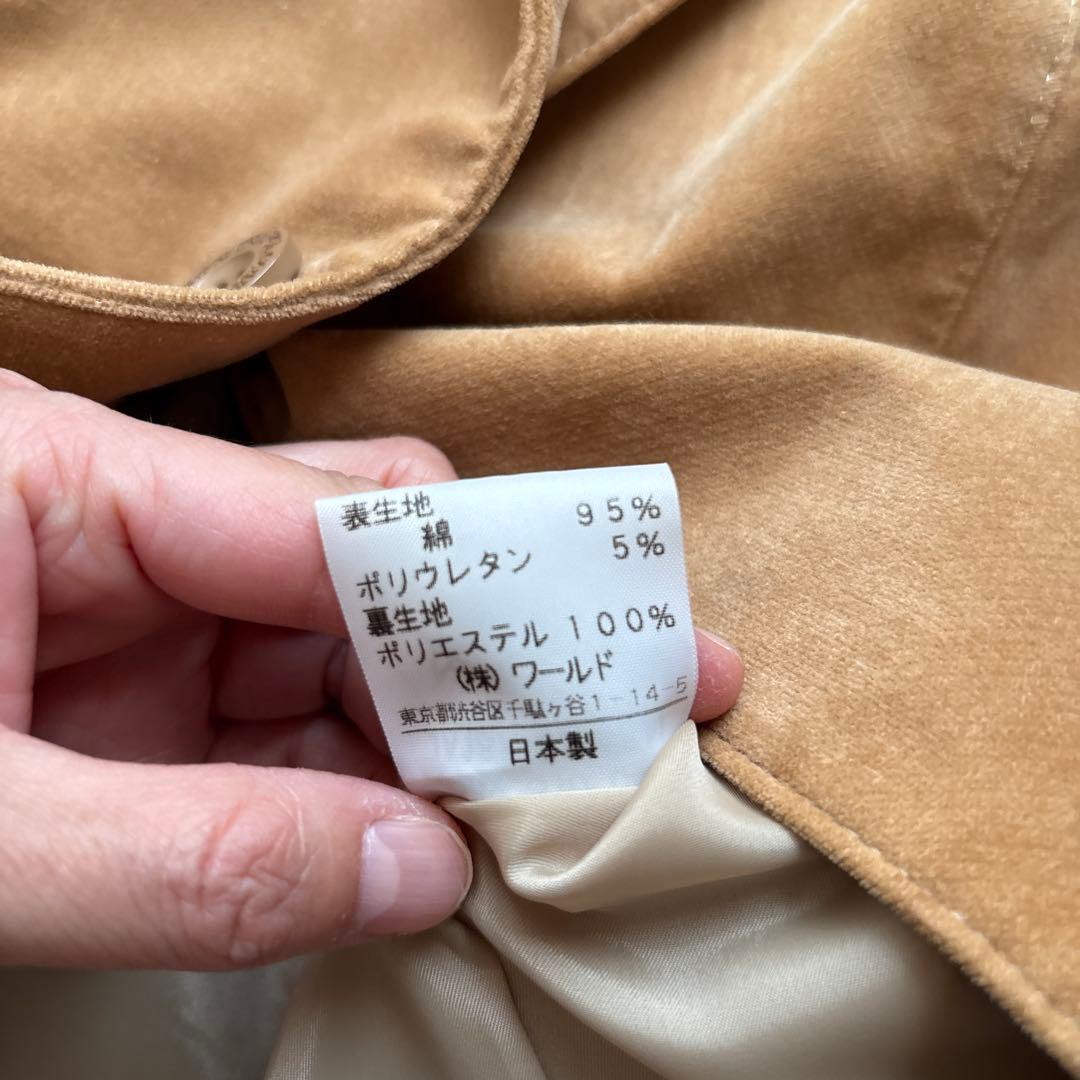 表生地
綿 95%
ポリウレタン 5%
裏生地
ポリエステル 100%
(株)ワールド
東京都渋谷区千駄ヶ谷1-14-5
日本製